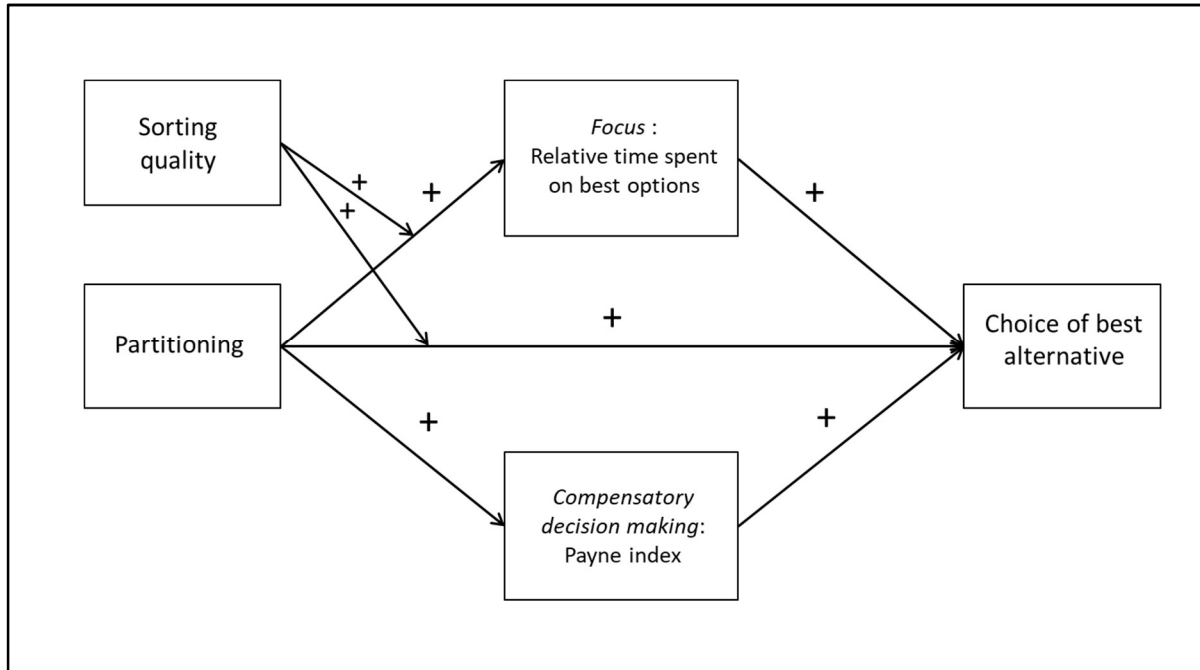 Sorting
quality
Focus :
Relative time spent
on best options
+
+
+
+
Partitioning
+
Choice of best
alternative
+
+
Compensatory
decision making:
Payne index